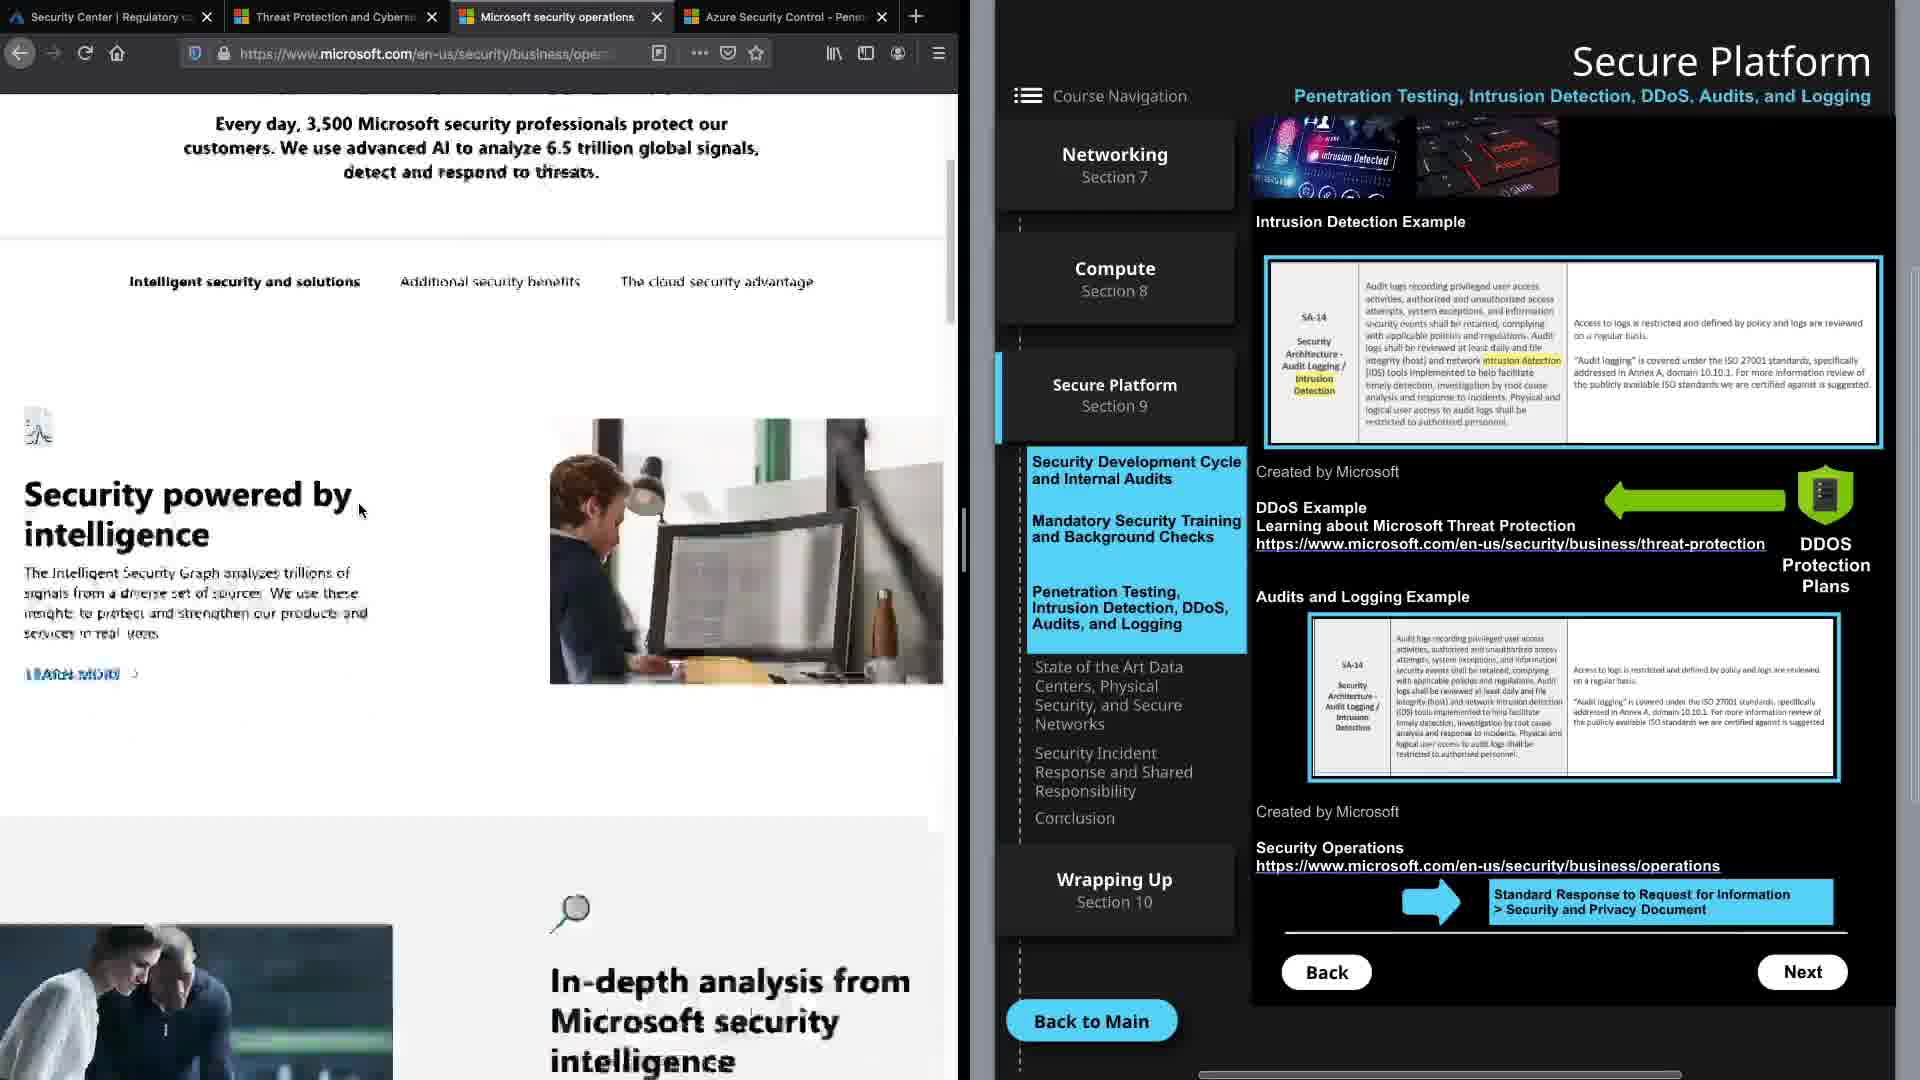 Security Center | Regulatory c
Threat Protection and Cyberse
Microsoft security operations
Azure Security Control - Pene
https://www.microsoft.com/en-us/security/business/oper
Every day, 3,500 Microsoft security professionals protect our
customers. We use advanced AI to analyze 6.5 trillion global signals,
detect and respond to threats.
Intelligent security and solutions
Additional security benefits
The cloud security advantage
Security powered by
intelligence
The Intelligent Security Graph analyzes trillions of
signals from a diverse set of sources. We use these
insights to protect and strengthen our products and
services in real
In-depth analysis from
Microsoft security
intelligence
Secure Platform
Penetration Testing, Intrusion Detection, DDoS, Audits, and Logging
Course Navigation
Networking
Section 7
Compute
Section 8
Secure Platform
Section 9
Security Development Cycle
and Internal Audits
Mandatory Security Training
and Background Checks
Penetration Testing,
Intrusion Detection, DDoS,
Audits, and Logging
State of the Art Data
Centers, Physical
Security, and Secure
Networks
Security Incident
Response and Shared
Responsibility
Conclusion
Wrapping Up
Section 10
Back to Main
Intrusion Detected
Shift
Intrusion Detection Example
SA-14
Security
Architecture -
Audit Logging /
Intrusion
Detection
Audit logs recording privileged user access
activities, authorized and unauthorized access
attempts, system exceptions, and information
security events shall be retained, complying
with applicable policies and regulations. Audit
logs shall be reviewed at least daily and file
integrity (host) and network intrusion detection
(IDS) tools implemented to help facilitate
timely detection, investigation by root cause
analysis and response to incidents. Physical and
logical user access to audit logs shall be
restricted to authorized personnel.
Access to logs is restricted and defined by policy and logs are reviewed
on a regular basis.
"Audit logging" is covered under the ISO 27001 standards, specifically
addressed in Annex A, domain 10.10.1. For more information review of
the publicly available ISO standards we are certified against is suggested.
Created by Microsoft
DDoS Example
Learning about Microsoft Threat Protection
https://www.microsoft.com/en-us/security/business/threat-protection
DDOS
Protection
Plans
Audits and Logging Example
SA-14
Security
Architecture -
Audit Logging /
Intrusion
Detection
Audit logs recording privileged user access
activities, authorized and unauthorized access
attempts, system exceptions, and information
security events shall be retained, complying
with applicable policies and regulations. Audit
logs shall be reviewed at least daily and file
integrity (host) and network intrusion detection
(IDS) tools implemented to help facilitate
timely detection, investigation by root cause
analysis and response to incidents. Physical and
logical user access to audit logs shall be
restricted to authorized personnel.
Access to logs is restricted and defined by policy and logs are reviewed
on a regular basis.
"Audit logging" is covered under the ISO 27001 standards, specifically
addressed in Annex A, domain 10.10.1. For more information review of
the publicly available ISO standards we are certified against is suggested
Created by Microsoft
Security Operations
https://www.microsoft.com/en-us/security/business/operations
Standard Response to Request for Information
> Security and Privacy Document
Back
Next